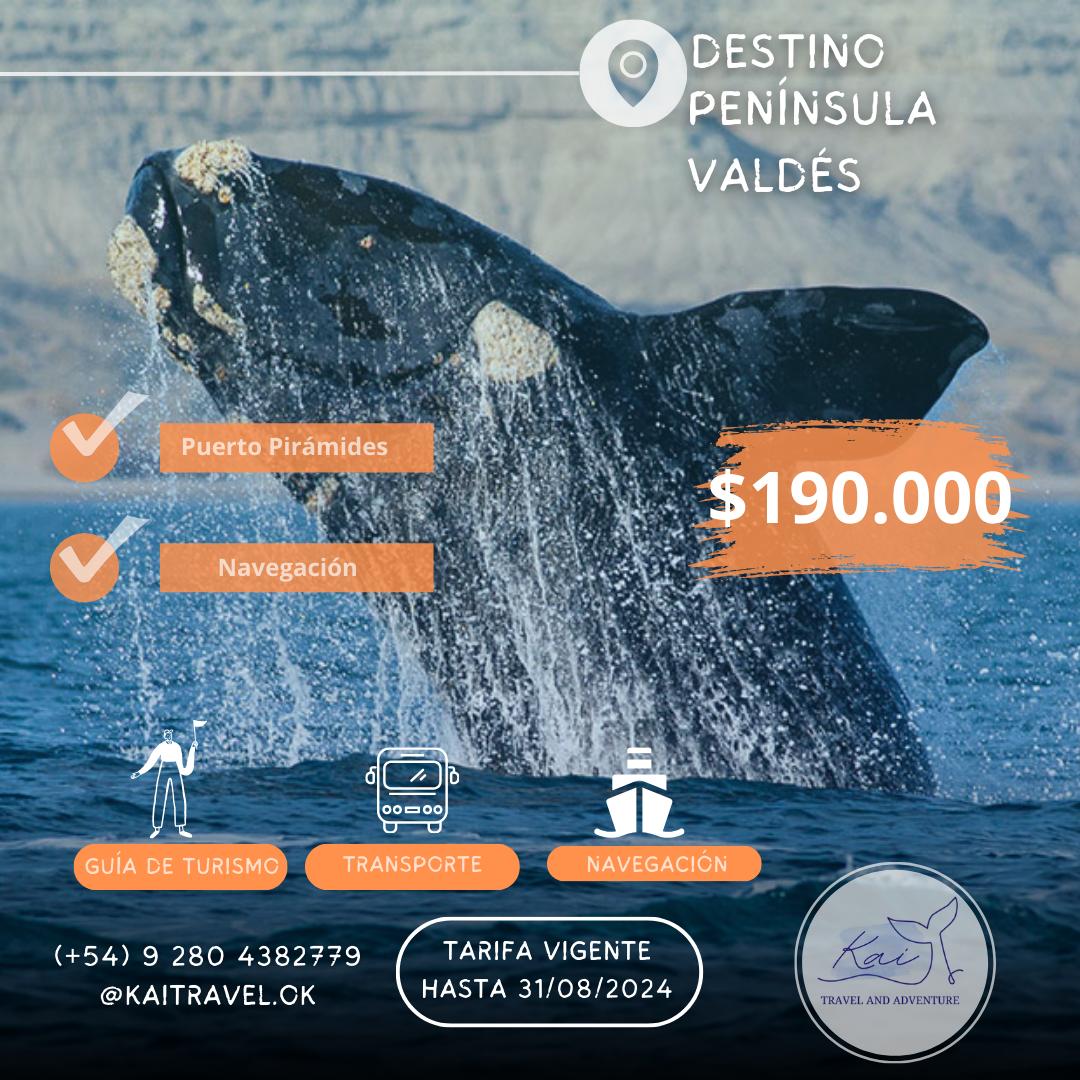 DESTINO
PENÍNSULA
VALDÉS
Puerto Pirámides
$190.000
Navegación
GUÍA DE TURISMO
TRANSPORTE
NAVEGACIÓN
(+54) 9 280 4382779
@KAITRAVEL.OK
TARIFA VIGENTE
HASTA 31/08/2024
Kai
TRAVEL AND ADVENTURE